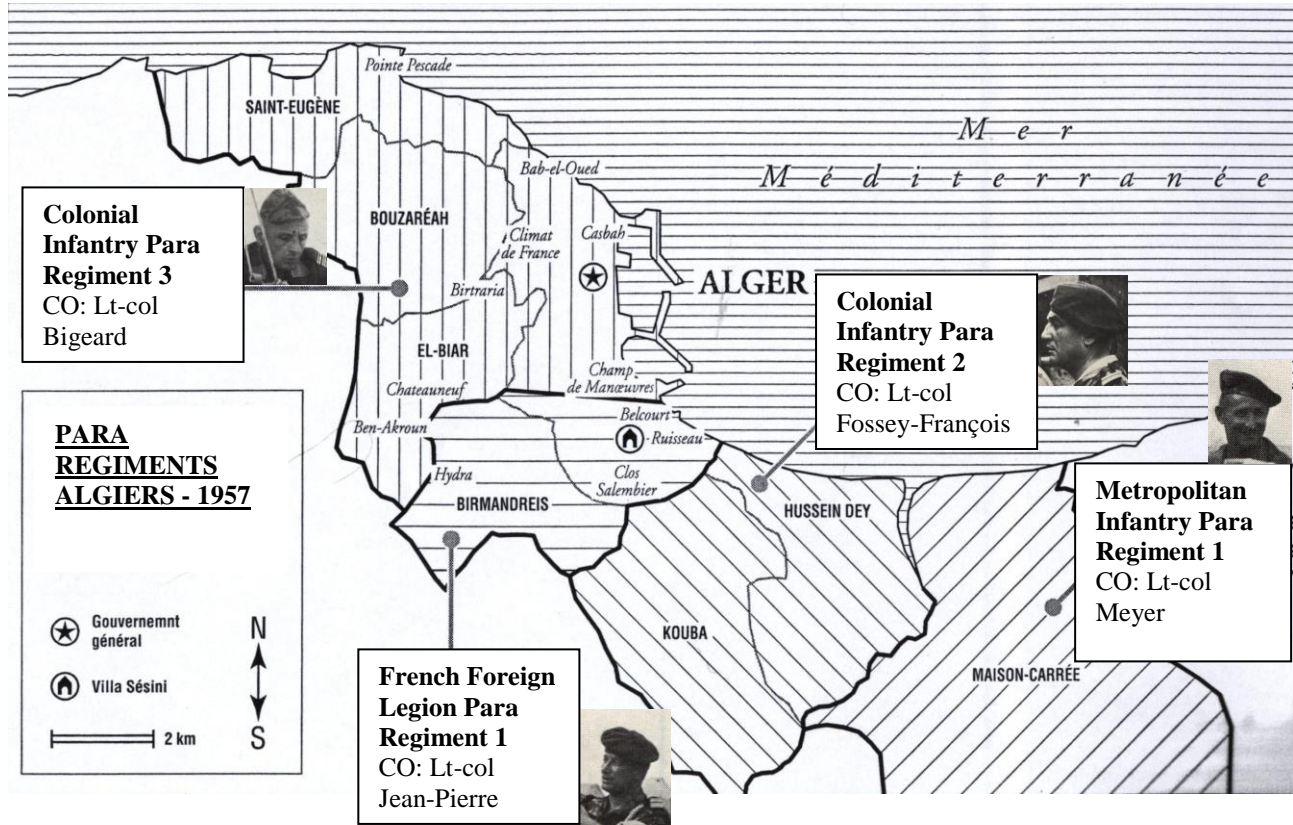 Pointe Pescade
SAINT-EUGÈNE
Mer
Méditerranée
Bab-el-Oued
Colonial
Infantry Para
Regiment 3
CO: Lt-col
Bigeard
BOUZARÉAH
Climat
de France
Casbah
Birtraria
ALGER
Colonial
Infantry Para
Regiment 2
CO: Lt-col
Fossey-François
EL-BIAR
Chateauneuf
Champ
de Manœuvres
Belcourt
Ruisseau
Ben-Akroun
Hydra
Clos
Salembier
BIRMANDREIS
HUSSEIN DEY
Metropolitan
Infantry Para
Regiment 1
CO: Lt-col
Meyer
KOUBA
MAISON-CARRÉE
French Foreign
Legion Para
Regiment 1
CO: Lt-col
Jean-Pierre
PARA
REGIMENTS
ALGIERS - 1957
Gouvernemnt
général
Villa Sésini
2 km
N
S